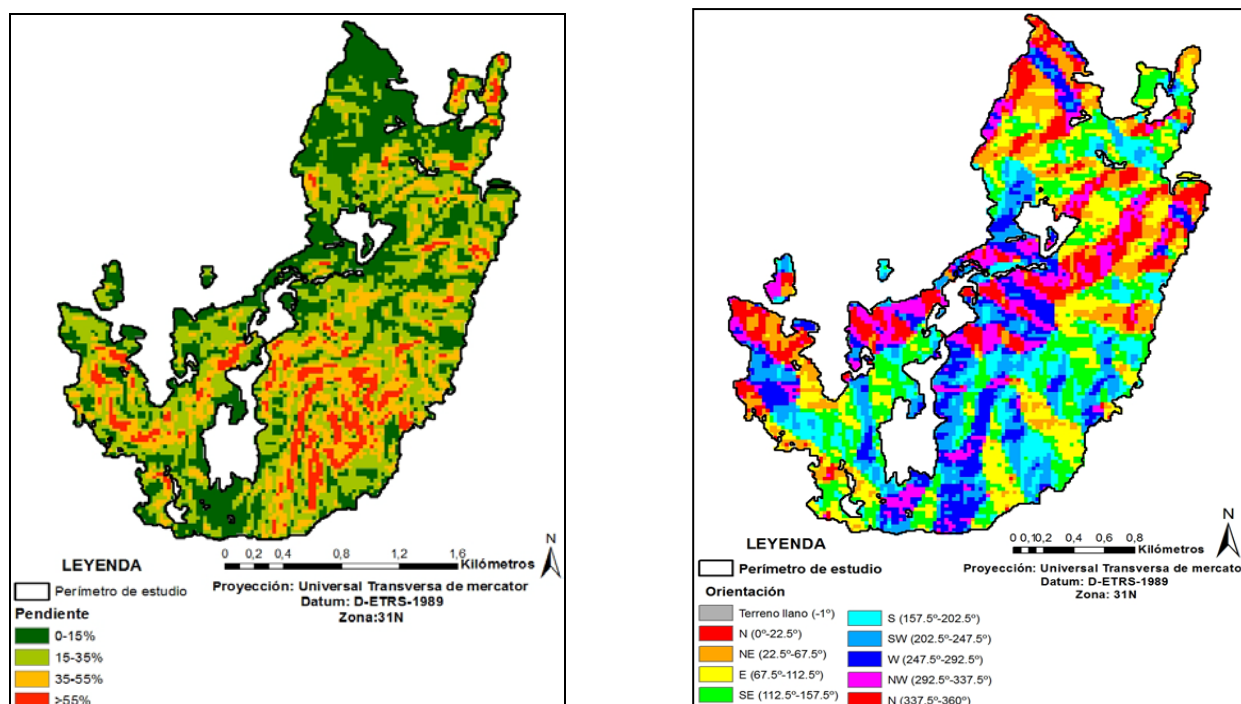 N
LEYENDA
0 0,2 0,4 0,8 1,2 1,6
Kilómetros
Perímetro de estudio
Proyección: Universal Transversa de mercator
Datum: D-ETRS-1989
Zona:31N
Pendiente
0-15%
15-35%
35-55%
>55%
N
LEYENDA
0 0,1 0,2 0,4 0,6 0,8
Kilómetros
Perímetro de estudio
Proyección: Universal Transversa de mercato
Datum: D-ETRS-1989
Zona: 31N
Orientación
Terreno llano (-1º)
N (0º-22.5º)
NE (22.5º-67.5º)
E (67.5º-112.5º)
SE (112.5º-157.5º)
S (157.5º-202.5º)
SW (202.5º-247.5º)
W (247.5º-292.5º)
NW (292.5º-337.5º)
N (337.5º-360º)